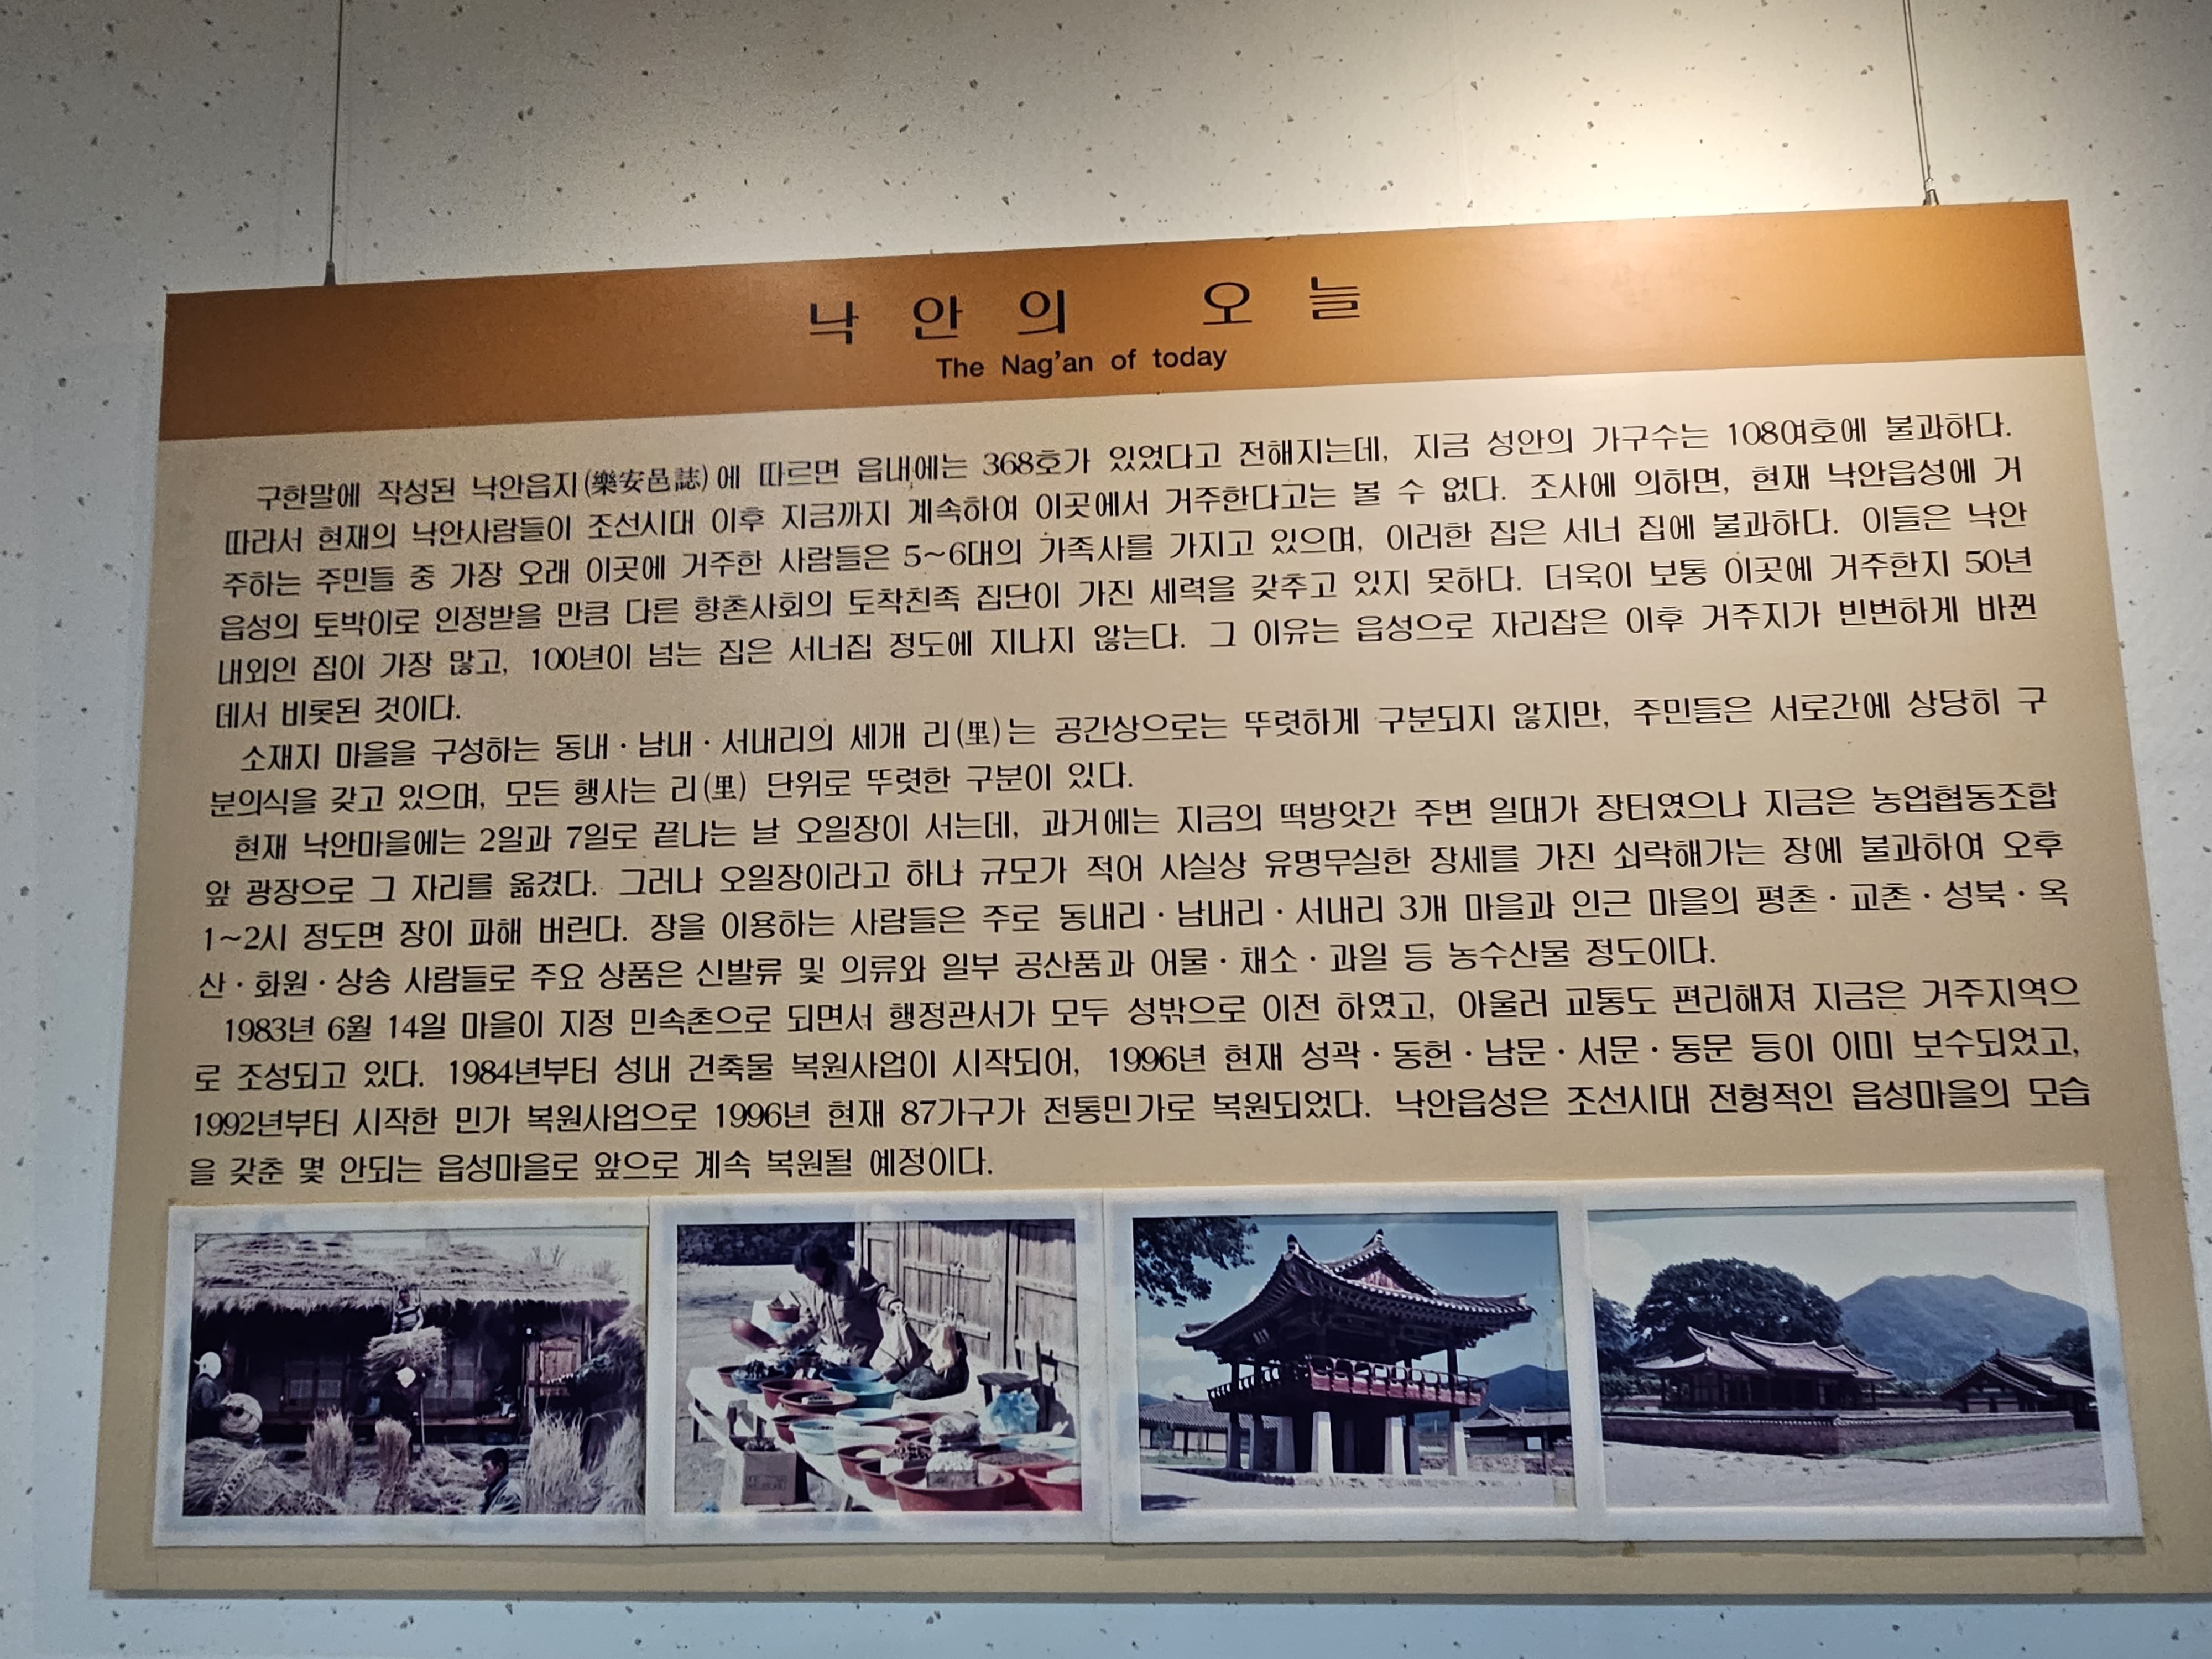 낙안의 오늘
The Nag'an of today
구한말에 작성된 낙안읍지(樂安邑誌)에 따르면 읍내에는 368호가 있었다고 전해지는데, 지금 성안의 가구수는 108여호에 불과하다.
따라서 현재의 낙안사람들이 조선시대 이후 지금까지 계속하여 이곳에서 거주한다고는 볼 수 없다. 조사에 의하면, 현재 낙안읍성에 거
주하는 주민들 중 가장 오래 이곳에 거주한 사람들은 5~6대의 가족사를 가지고 있으며, 이러한 집은 서너 집에 불과하다. 이들은 낙안
읍성의 토박이로 인정받을 만큼 다른 향촌사회의 토착친족 집단이 가진 세력을 갖추고 있지 못하다. 더욱이 보통 이곳에 거주한지 50년
내외인 집이 가장 많고, 100년이 넘는 집은 서너집 정도에 지나지 않는다. 그 이유는 읍성으로 자리잡은 이후 거주지가 빈번하게 바뀐
데서 비롯된 것이다.
소재지 마을을 구성하는 동내·남내·서내리의 세개 리(里)는 공간상으로는 뚜렷하게 구분되지 않지만, 주민들은 서로간에 상당히 구
분의식을 갖고 있으며, 모든 행사는 리(里) 단위로 뚜렷한 구분이 있다.
현재 낙안마을에는 2일과 7일로 끝나는 날 오일장이 서는데, 과거에는 지금의 떡방앗간 주변 일대가 장터였으나 지금은 농업협동조합
앞 광장으로 그 자리를 옮겼다. 그러나 오일장이라고 하나 규모가 적어 사실상 유명무실한 장세를 가진 쇠락해가는 장에 불과하여 오후
1~2시 정도면 장이 파해 버린다. 장을 이용하는 사람들은 주로 동내리·남내리·서내리 3개 마을과 인근 마을의 평촌·교촌·성북·옥
산·화원·상송 사람들로 주요 상품은 신발류 및 의류와 일부 공산품과 어물·채소·과일 등 농수산물 정도이다.
1983년 6월 14일 마을이 지정 민속촌으로 되면서 행정관서가 모두 성밖으로 이전 하였고, 아울러 교통도 편리해져 지금은 거주지역으
로 조성되고 있다. 1984년부터 성내 건축물 복원사업이 시작되어, 1996년 현재 성곽·동헌·남문·서문·동문 등이 이미 보수되었고,
1992년부터 시작한 민가 복원사업으로 1996년 현재 87가구가 전통민가로 복원되었다. 낙안읍성은 조선시대 전형적인 읍성마을의 모습
을 갖춘 몇 안되는 읍성마을로 앞으로 계속 복원될 예정이다.